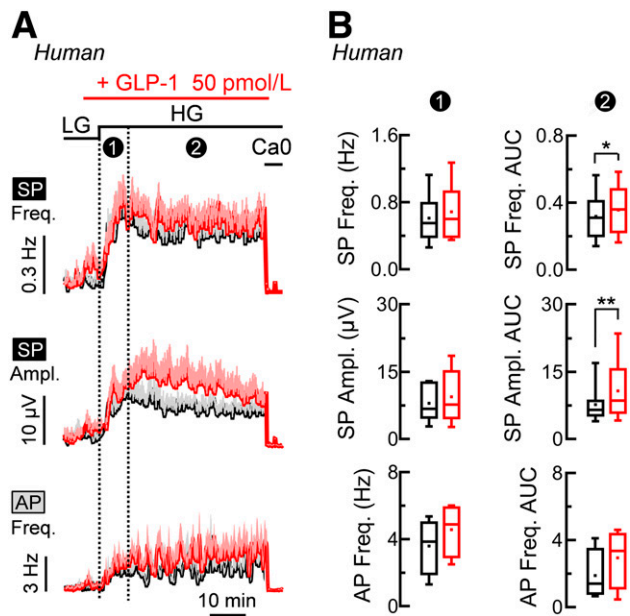 A
Human
+ GLP-1 50 pmol/L
LG
HG
1
2
Ca0
SP
Freq.
0.3 Hz
SP
Ampl.
10 µV
AP
Freq.
3 Hz
10 min
B
Human
1
2
SP Freq. (Hz)
1.6
0.8
0.0
SP Freq. AUC
0.8
0.4
0.0
*
SP Ampl. (µV)
30
15
0
SP Ampl. AUC
30
15
0
**
AP Freq. (Hz)
8
4
0
AP Freq. AUC
8
4
0